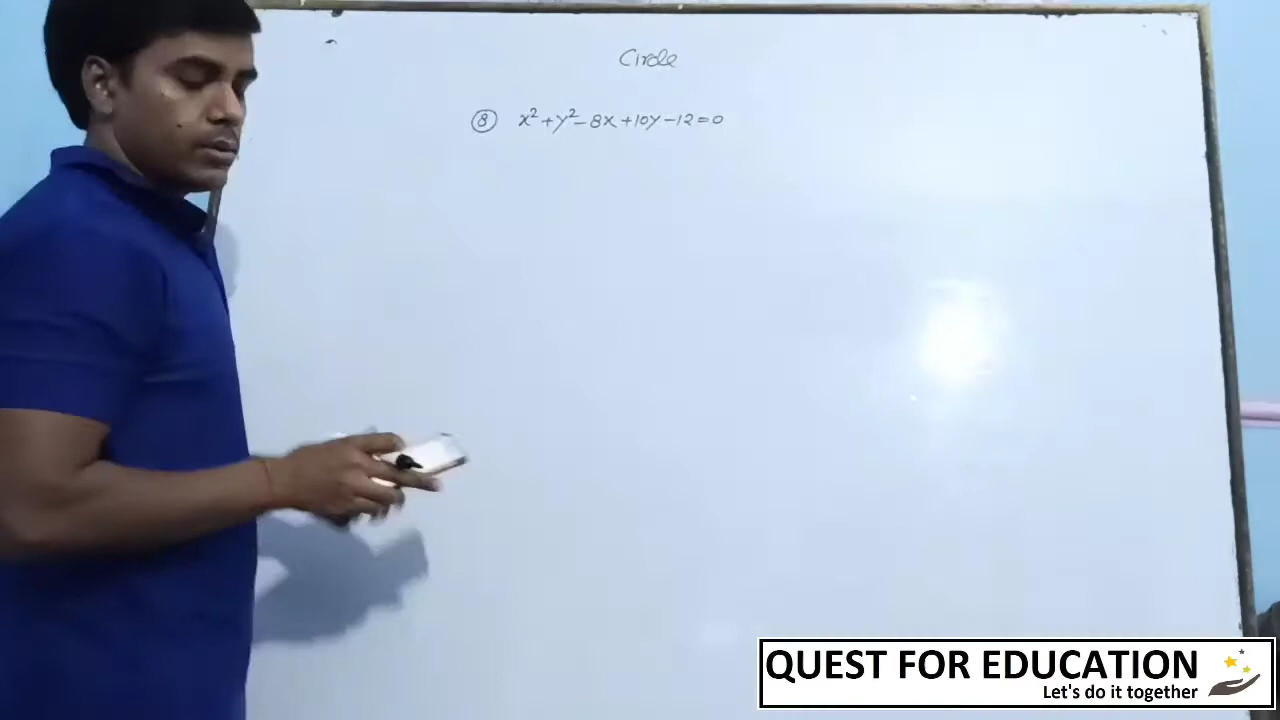 Circle
⑧ x²+y²-8x+10y-12=0
QUEST FOR EDUCATION
Let's do it together